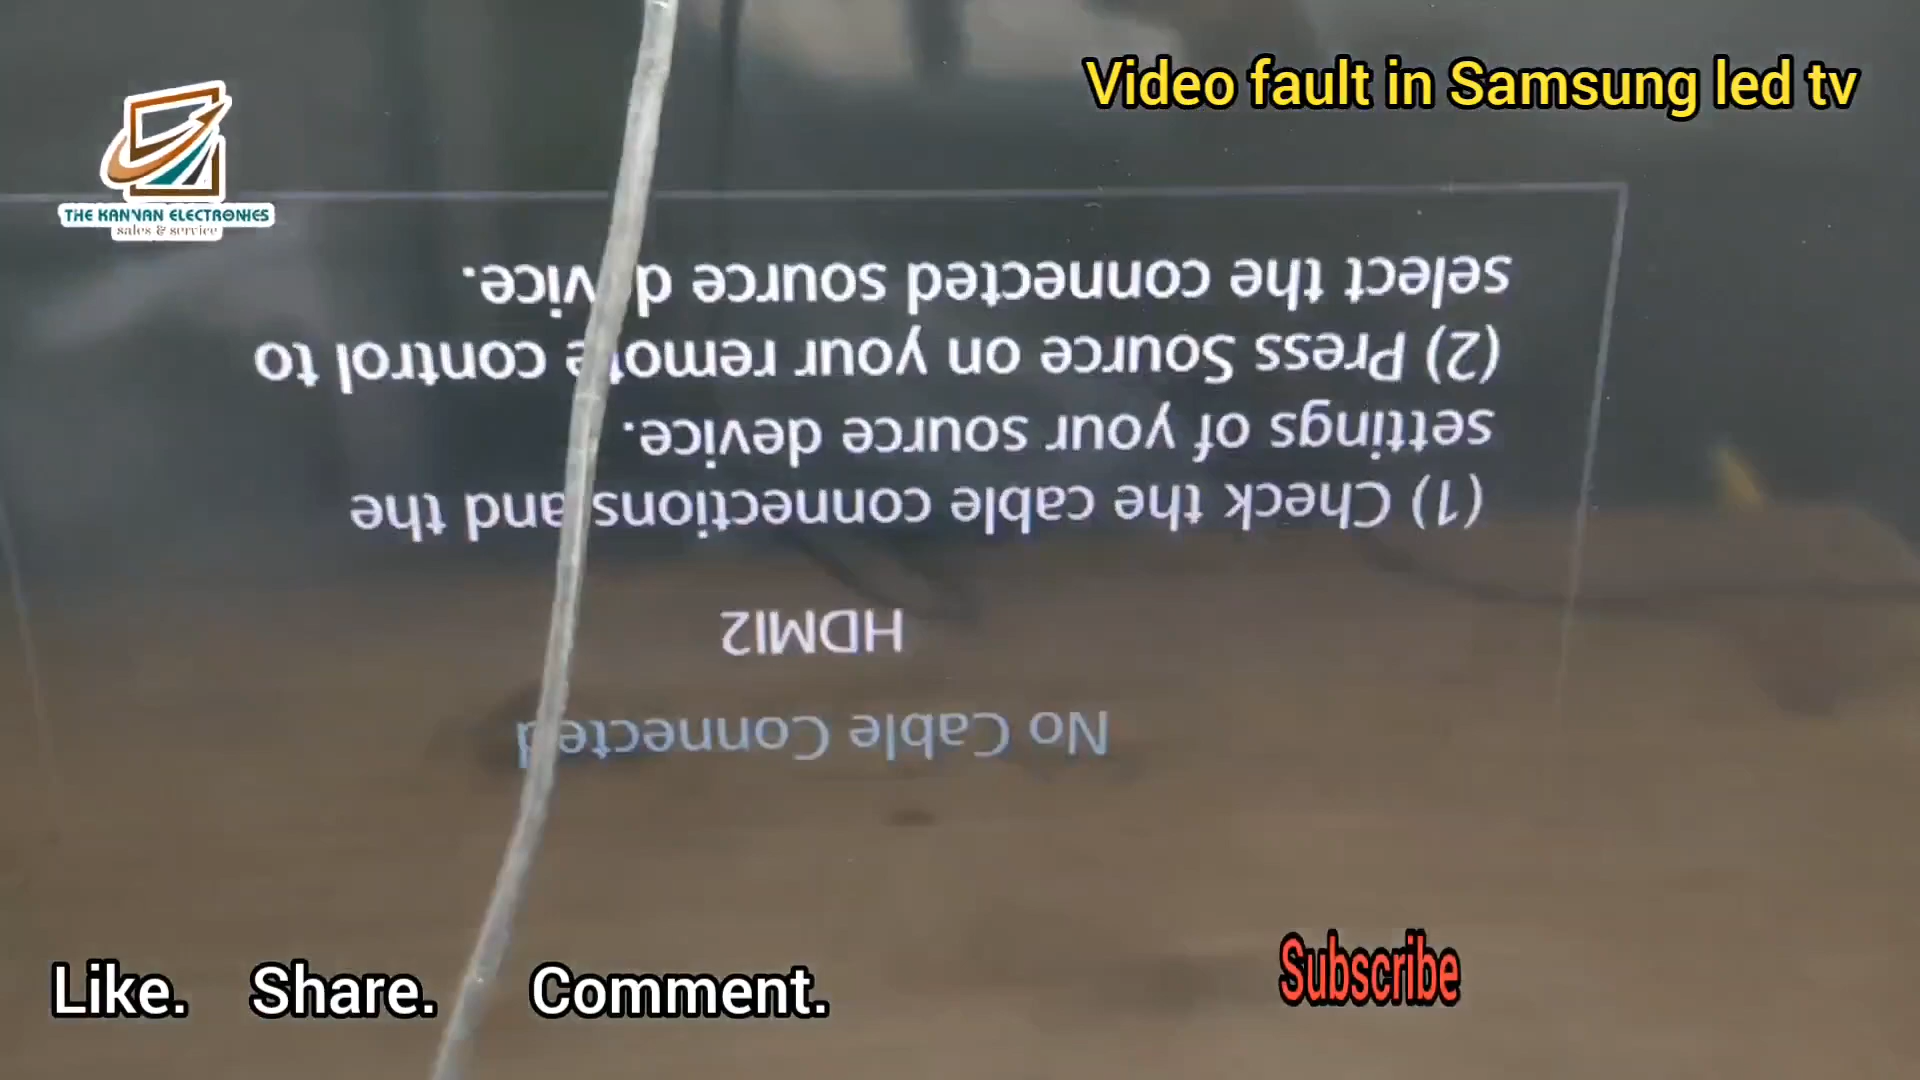 Video fault in Samsung led tv
THE KANVAN ELECTRONICS
sales & service
No Cable Connected
HDMI2
(1) Check the cable connections and the
settings of your source device.
(2) Press Source on your remote control to
select the connected source device.
Like. Share. Comment.
Subscribe